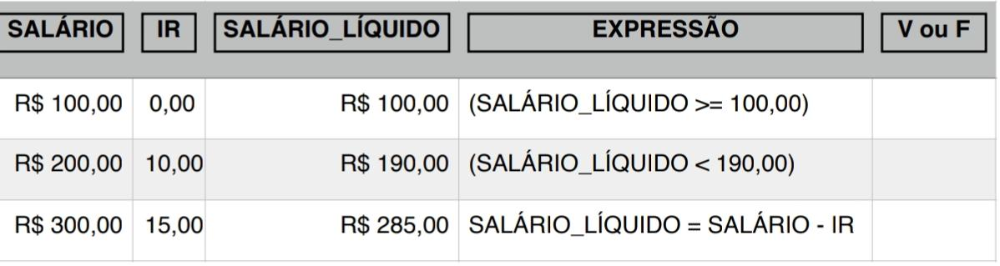 SALÁRIO IR SALÁRIO_LÍQUIDO EXPRESSÃO V ou F
R$ 100,00 0,00 R$ 100,00 (SALÁRIO_LÍQUIDO >= 100,00)
R$ 200,00 10,00 R$ 190,00 (SALÁRIO_LÍQUIDO < 190,00)
R$ 300,00 15,00 R$ 285,00 SALÁRIO_LÍQUIDO = SALÁRIO - IR